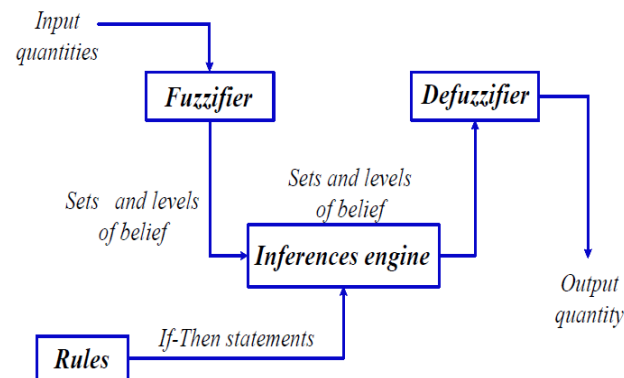 Input
quantities
Fuzzifier
Defuzzifier
Sets and levels
of belief
Sets and levels
of belief
Inferences engine
Output
quantity
If-Then statements
Rules